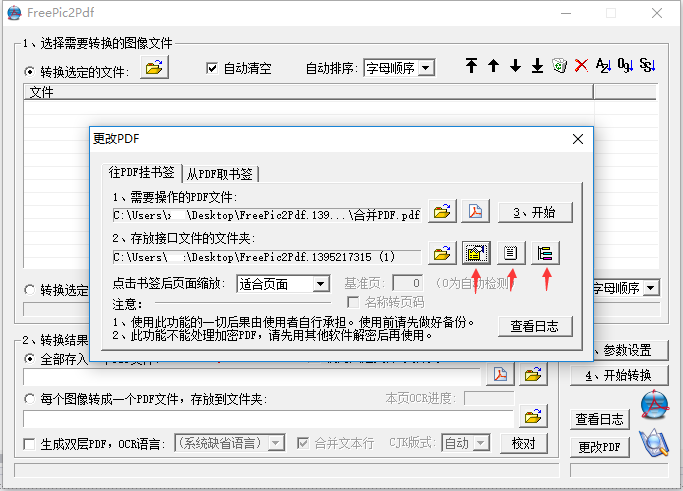 FreePic2Pdf
1、选择需要转换的图像文件
转换选定的文件:
自动清空
自动排序:
字母顺序
文件
更改PDF
往PDF挂书签
从PDF取书签
1、需要操作的PDF文件:
C:\Users\ \Desktop\FreePic2Pdf.139...\合并PDF.pdf
3、开始
2、存放接口文件的文件夹:
C:\Users\ \Desktop\FreePic2Pdf.1395217315 (1)
点击书签后页面缩放:
适合页面
基准页:
0
(0为自动检测)
注意:
名称转页码
1、使用此功能的一切后果由使用者自行承担。使用前请先做好备份。
2、此功能不能处理加密PDF,请先用其他软件解密后再使用。
查看日志
转换选定
字母顺序
2、转换结果
、参数设置
全部存入
4、开始转换
每个图像转成一个PDF文件,存放到文件夹:
本页OCR进度:
查看日志
生成双层PDF,OCR语言:
(系统缺省语言)
合并文本行
CJK版式:
自动
校对
更改PDF